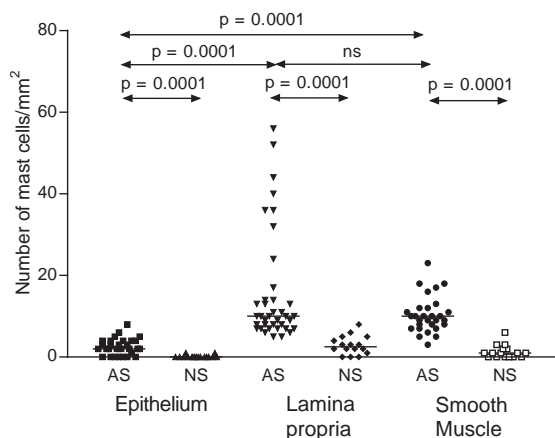 80
60
40
20
0
Number of mast cells/mm²
p = 0.0001
p = 0.0001
ns
p = 0.0001
p = 0.0001
p = 0.0001
AS
NS
AS
NS
AS
NS
Epithelium
Lamina
propria
Smooth
Muscle